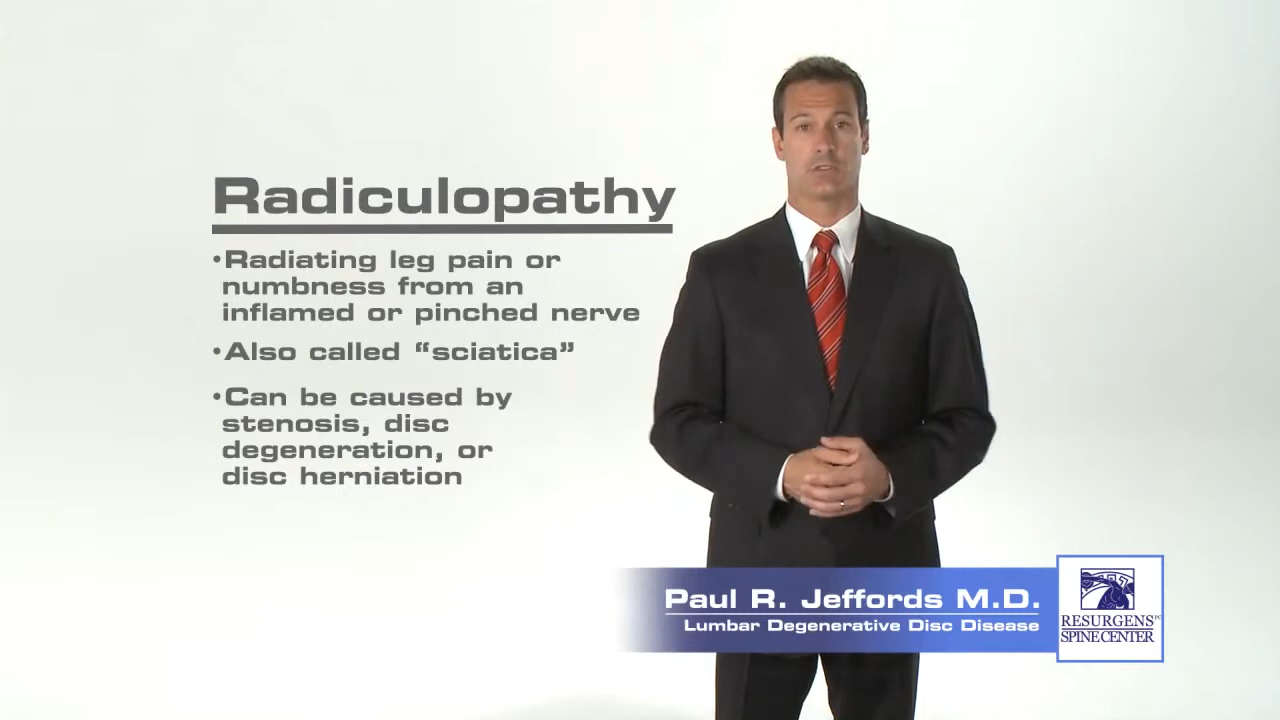 Radiculopathy
•Radiating leg pain or
numbness from an
inflamed or pinched nerve
•Also called “sciatica”
•Can be caused by
stenosis, disc
degeneration, or
disc herniation
Paul R. Jeffords M.D.
Lumbar Degenerative Disc Disease
RESURGENS PC
SPINE CENTER